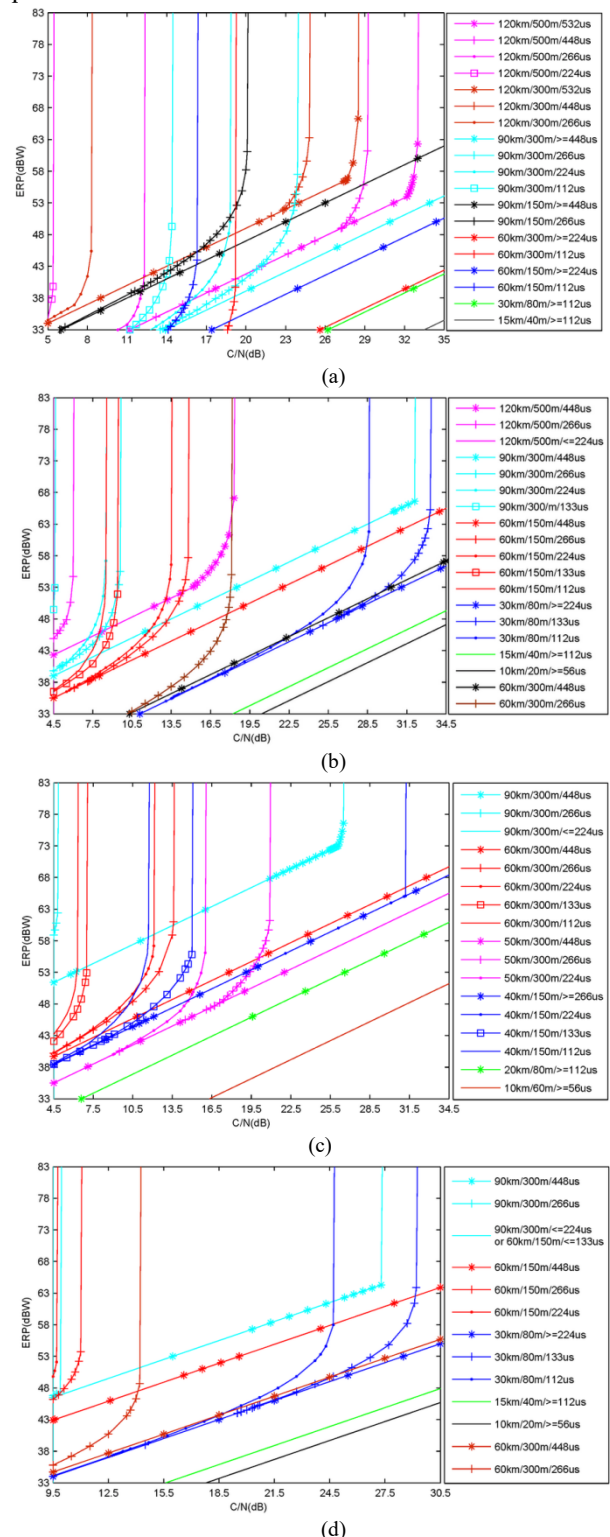 83
78
73
68
63
58
53
48
43
38
33
ERP(dBW)
5 8 11 14 17 20 23 26 29 32 35
C/N(dB)
120km/500m/532us
120km/500m/448us
120km/500m/266us
120km/500m/224us
120km/300m/532us
120km/300m/448us
120km/300m/266us
90km/300m/>=448us
90km/300m/266us
90km/300m/224us
90km/300m/112us
90km/150m/>=448us
90km/150m/266us
60km/300m/>=224us
60km/300m/112us
60km/150m/>=224us
60km/150m/112us
30km/80m/>=112us
15km/40m/>=112us
(a)
83
78
73
68
63
58
53
48
43
38
33
ERP(dBW)
4.5 7.5 10.5 13.5 16.5 19.5 22.5 25.5 28.5 31.5 34.5
C/N(dB)
120km/500m/448us
120km/500m/266us
120km/500m/<=224us
90km/300m/448us
90km/300m/266us
90km/300m/224us
90km/300/m/133us
60km/150m/448us
60km/150m/266us
60km/150m/224us
60km/150m/133us
60km/150m/112us
30km/80m/>=224us
30km/80m/133us
30km/80m/112us
15km/40m/>=112us
10km/20m/>=56us
60km/300m/448us
60km/300m/266us
(b)
83
78
73
68
63
58
53
48
43
38
33
ERP(dBW)
4.5 7.5 10.5 13.5 16.5 19.5 22.5 25.5 28.5 31.5 34.5
C/N(dB)
90km/300m/448us
90km/300m/266us
90km/300m/<=224us
60km/300m/448us
60km/300m/266us
60km/300m/224us
60km/300m/133us
60km/300m/112us
50km/300m/448us
50km/300m/266us
50km/300m/224us
40km/150m/>=266us
40km/150m/224us
40km/150m/133us
40km/150m/112us
20km/80m/>=112us
10km/60m/>=56us
(c)
83
78
73
68
63
58
53
48
43
38
33
ERP(dBW)
9.5 12.5 15.5 18.5 21.5 24.5 27.5 30.5
C/N(dB)
90km/300m/448us
90km/300m/266us
90km/300m/<=224us
or 60km/150m/<=133us
60km/150m/448us
60km/150m/266us
60km/150m/224us
30km/80m/>=224us
30km/80m/133us
30km/80m/112us
15km/40m/>=112us
10km/20m/>=56us
60km/300m/448us
60km/300m/266us
(d)